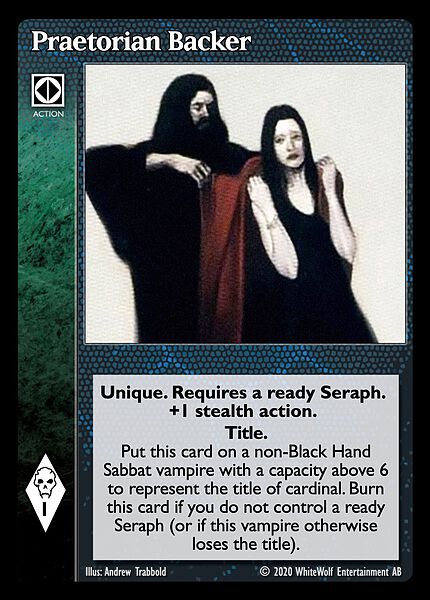 Praetorian Backer
ACTION
Unique. Requires a ready Seraph.
+1 stealth action.
Title.
Put this card on a non-Black Hand
Sabbat vampire with a capacity above 6
to represent the title of cardinal. Burn
this card if you do not control a ready
Seraph (or if this vampire otherwise
loses the title).
1
Illus: Andrew Trabbold © 2020 WhiteWolf Entertainment AB